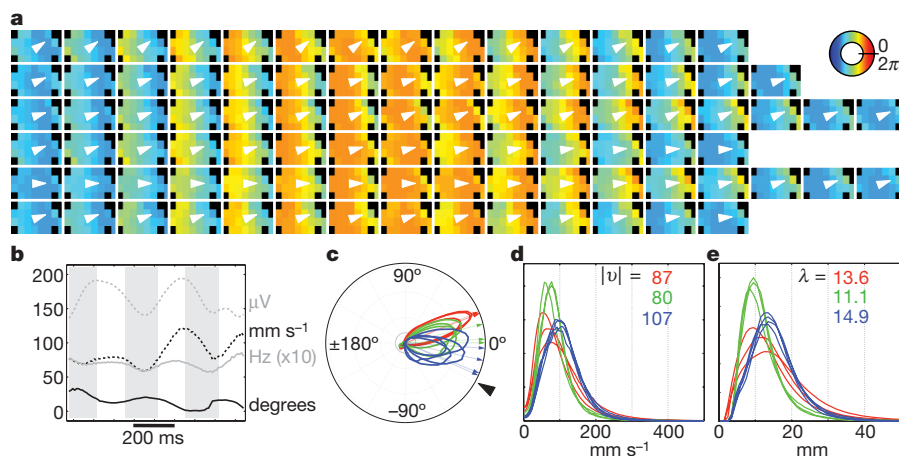 a
0
2π
b
200
150
100
50
0
μV
mm s⁻¹
Hz (x10)
degrees
200 ms
c
90°
±180°
0°
−90°
d
|υ| = 87
80
107
0 200 400
mm s⁻¹
e
λ = 13.6
11.1
14.9
0 20 40
mm